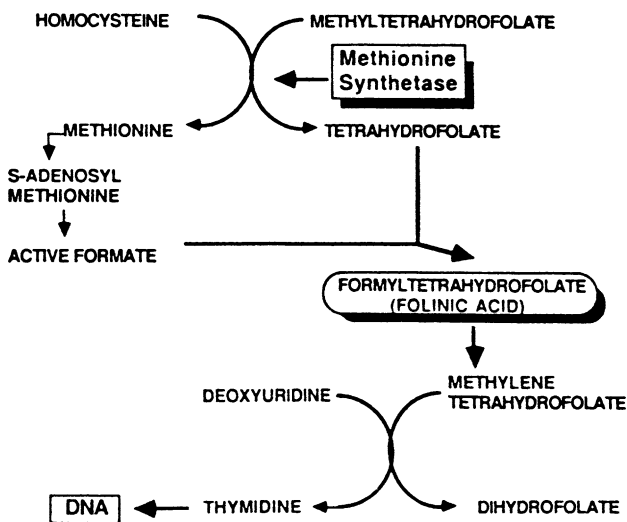 HOMOCYSTEINE
METHYLTETRAHYDROFOLATE
Methionine
Synthetase
METHIONINE
TETRAHYDROFOLATE
S-ADENOSYL
METHIONINE
ACTIVE FORMATE
FORMYLTETRAHYDROFOLATE
(FOLINIC ACID)
DEOXYURIDINE
METHYLENE
TETRAHYDROFOLATE
DNA
THYMIDINE
DIHYDROFOLATE